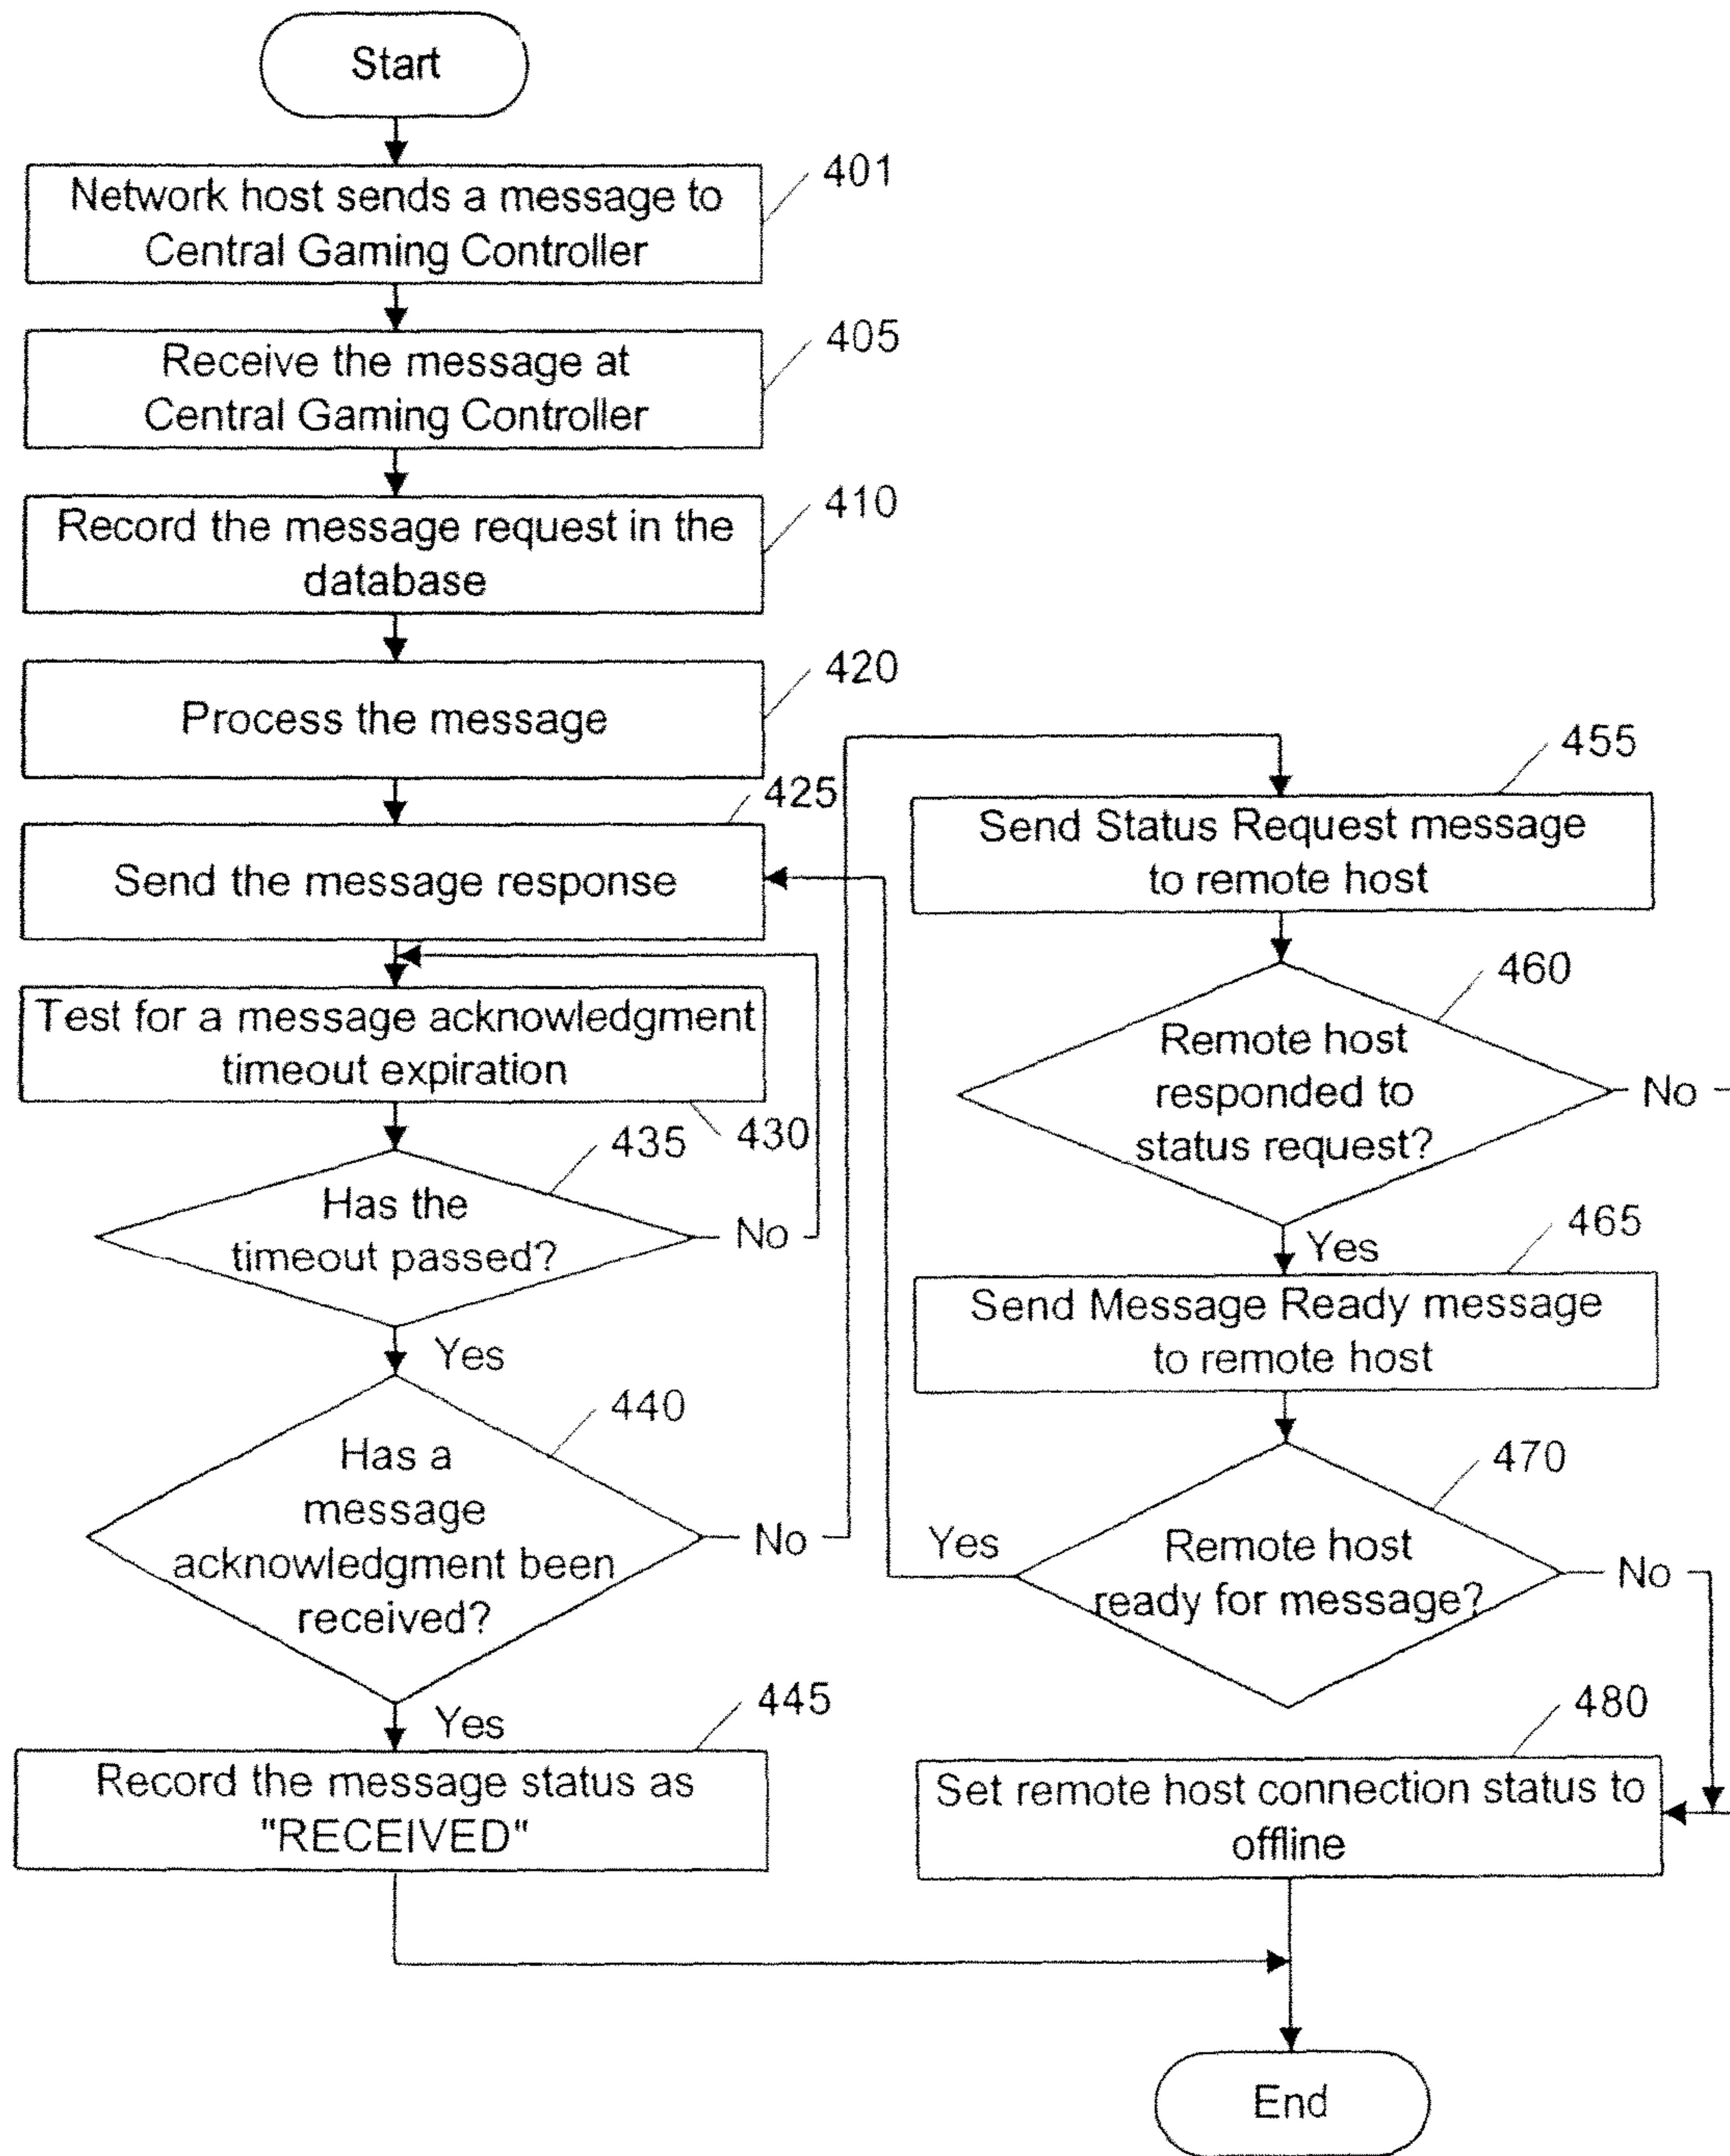 Start
Network host sends a message to
Central Gaming Controller
401
Receive the message at
Central Gaming Controller
405
Record the message request in the
database
410
Process the message
420
Send the message response
425
Test for a message acknowledgment
timeout expiration
430
Has the
timeout passed?
435
No
Yes
Has a
message
acknowledgment been
received?
440
No
Yes
Record the message status as
"RECEIVED"
445
Send Status Request message
to remote host
455
Remote host
responded to
status request?
460
No
Yes
Send Message Ready message
to remote host
465
Remote host
ready for message?
470
Yes
No
Set remote host connection status to
offline
480
End